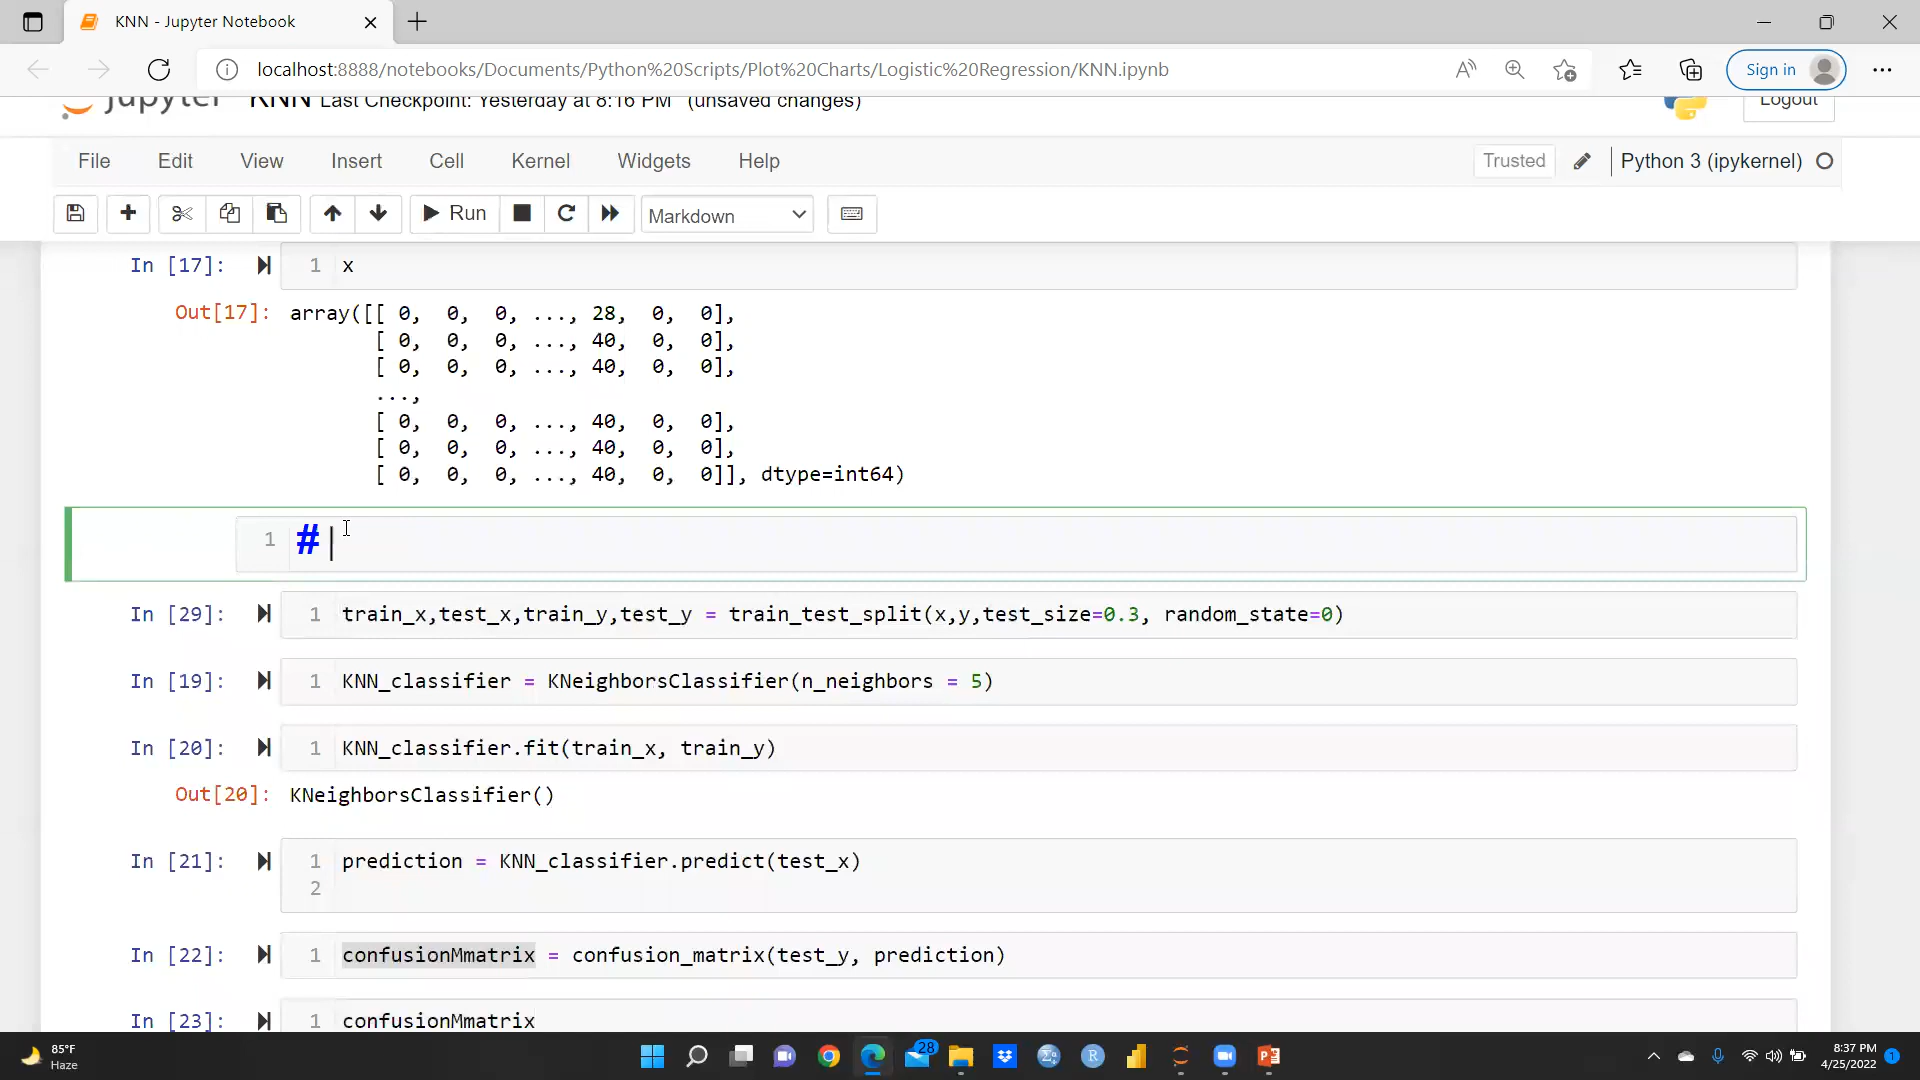 KNN - Jupyter Notebook
localhost:8888/notebooks/Documents/Python%20Scripts/Plot%20Charts/Logistic%20Regression/KNN.ipynb
Sign in
Jupyter KNN Last Checkpoint: Yesterday at 8:16 PM (unsaved changes)
Logout
File Edit View Insert Cell Kernel Widgets Help
Trusted Python 3 (ipykernel)
Run Markdown
In [17]: 1 x
Out[17]: array([[ 0, 0, 0, ..., 28, 0, 0],
[ 0, 0, 0, ..., 40, 0, 0],
[ 0, 0, 0, ..., 40, 0, 0],
...,
[ 0, 0, 0, ..., 40, 0, 0],
[ 0, 0, 0, ..., 40, 0, 0],
[ 0, 0, 0, ..., 40, 0, 0]], dtype=int64)
1 #
In [29]: 1 train_x,test_x,train_y,test_y = train_test_split(x,y,test_size=0.3, random_state=0)
In [19]: 1 KNN_classifier = KNeighborsClassifier(n_neighbors = 5)
In [20]: 1 KNN_classifier.fit(train_x, train_y)
Out[20]: KNeighborsClassifier()
In [21]: 1 prediction = KNN_classifier.predict(test_x)
2
In [22]: 1 confusionMmatrix = confusion_matrix(test_y, prediction)
In [23]: 1 confusionMmatrix
85°F
Haze
28
8:37 PM
4/25/2022
1